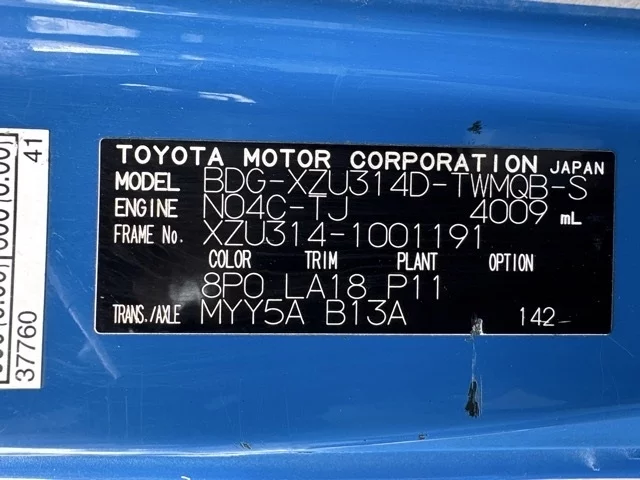 TOYOTA MOTOR CORPORATION JAPAN
MODEL BDG-XZU314D-TWMQB-S
ENGINE N04C-TJ 4009 mL
FRAME No. XZU314-1001191
COLOR TRIM PLANT OPTION
8P0 LA18 P11
TRANS./AXLE MYY5A B13A 142
37760
41